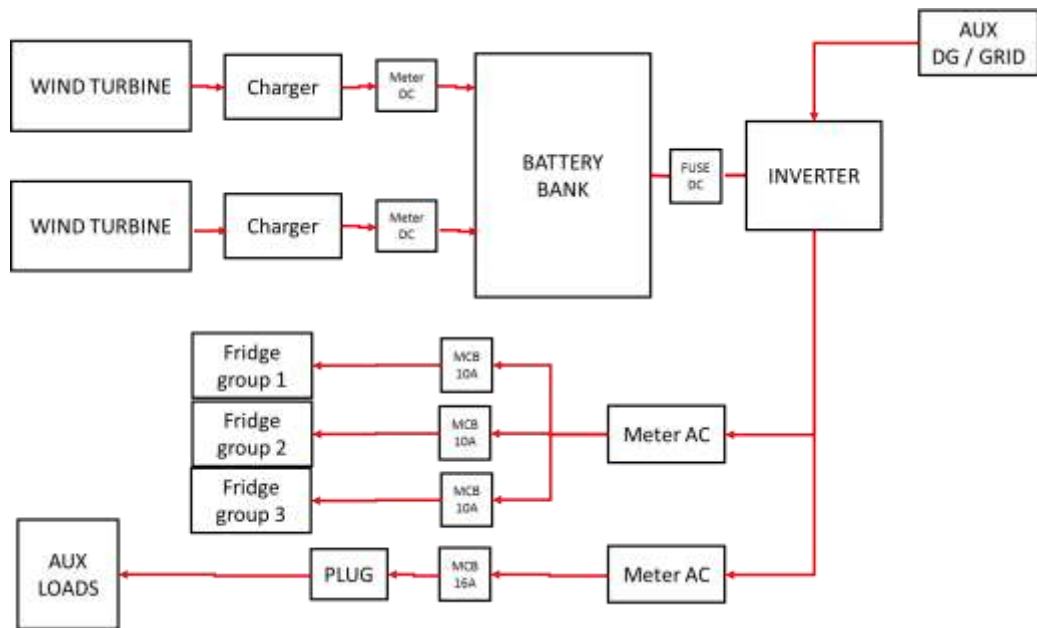 AUX
DG / GRID
WIND TURBINE
Charger
Meter
DC
BATTERY
BANK
FUSE
DC
INVERTER
WIND TURBINE
Charger
Meter
DC
Fridge
group 1
MCB
10A
Fridge
group 2
MCB
10A
Meter AC
Fridge
group 3
MCB
10A
AUX
LOADS
PLUG
MCB
16A
Meter AC